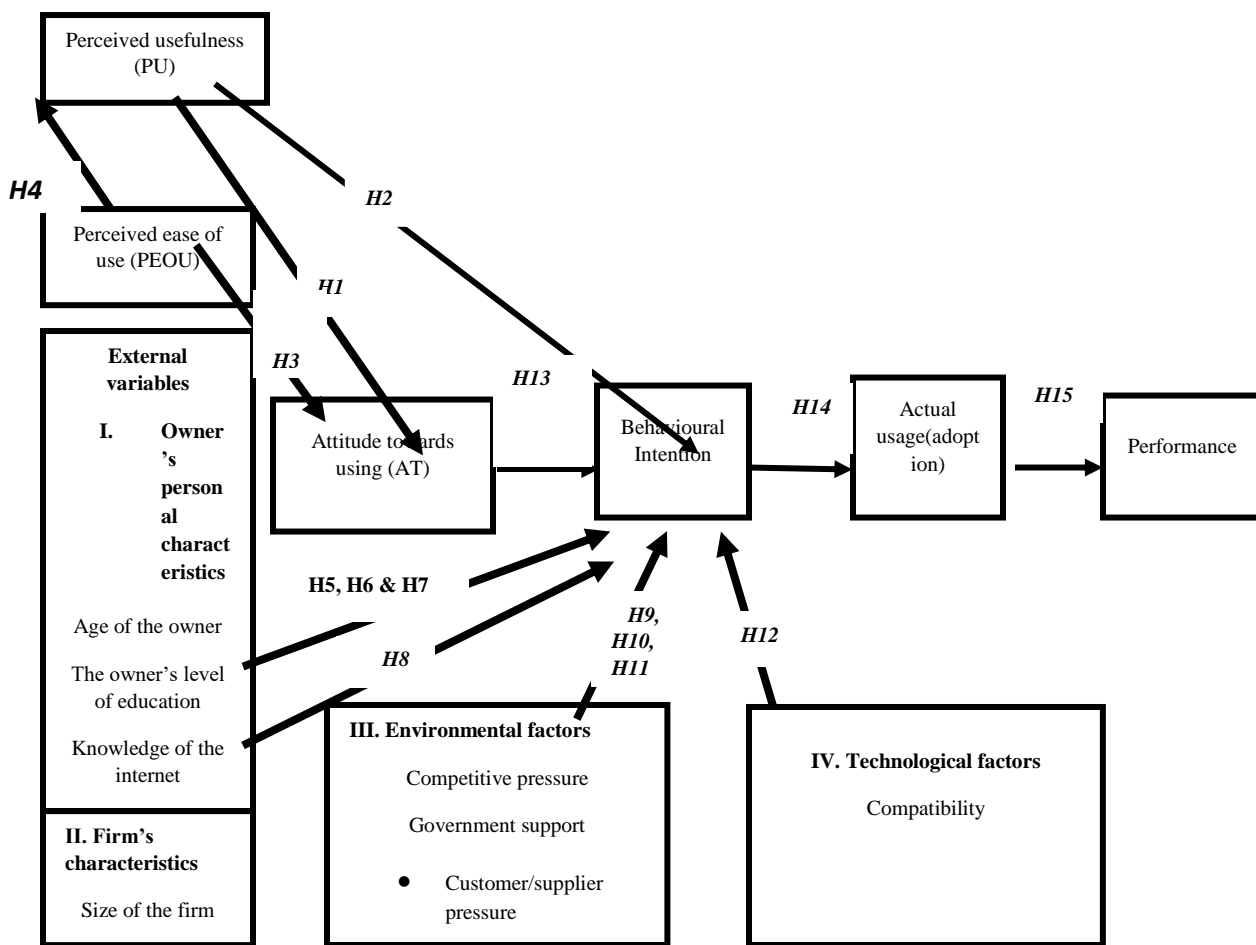 Perceived usefulness
(PU)
H4
H2
Perceived ease of
use (PEOU)
H1
H3
External
variables
I. Owner
's
person
al
charact
eristics
Age of the owner
The owner's level
of education
Knowledge of the
internet
II. Firm's
characteristics
Size of the firm
Attitude towards
using (AT)
H13
Behavioural
Intention
H14
Actual
usage(adopt
ion)
H15
Performance
H5, H6 & H7
H8
H9,
H10,
H11
H12
III. Environmental factors
Competitive pressure
Government support
• Customer/supplier
pressure
IV. Technological factors
Compatibility